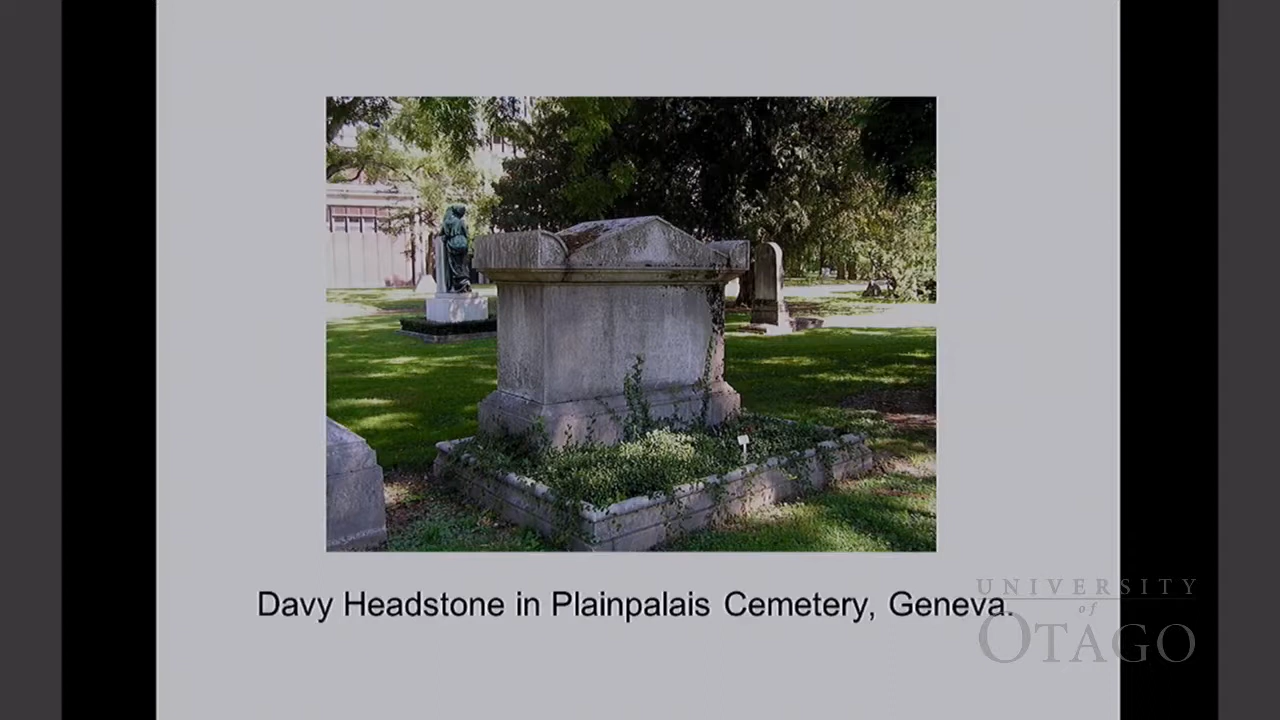 Davy Headstone in Plainpalais Cemetery, Geneva.
UNIVERSITY
of
OTAGO